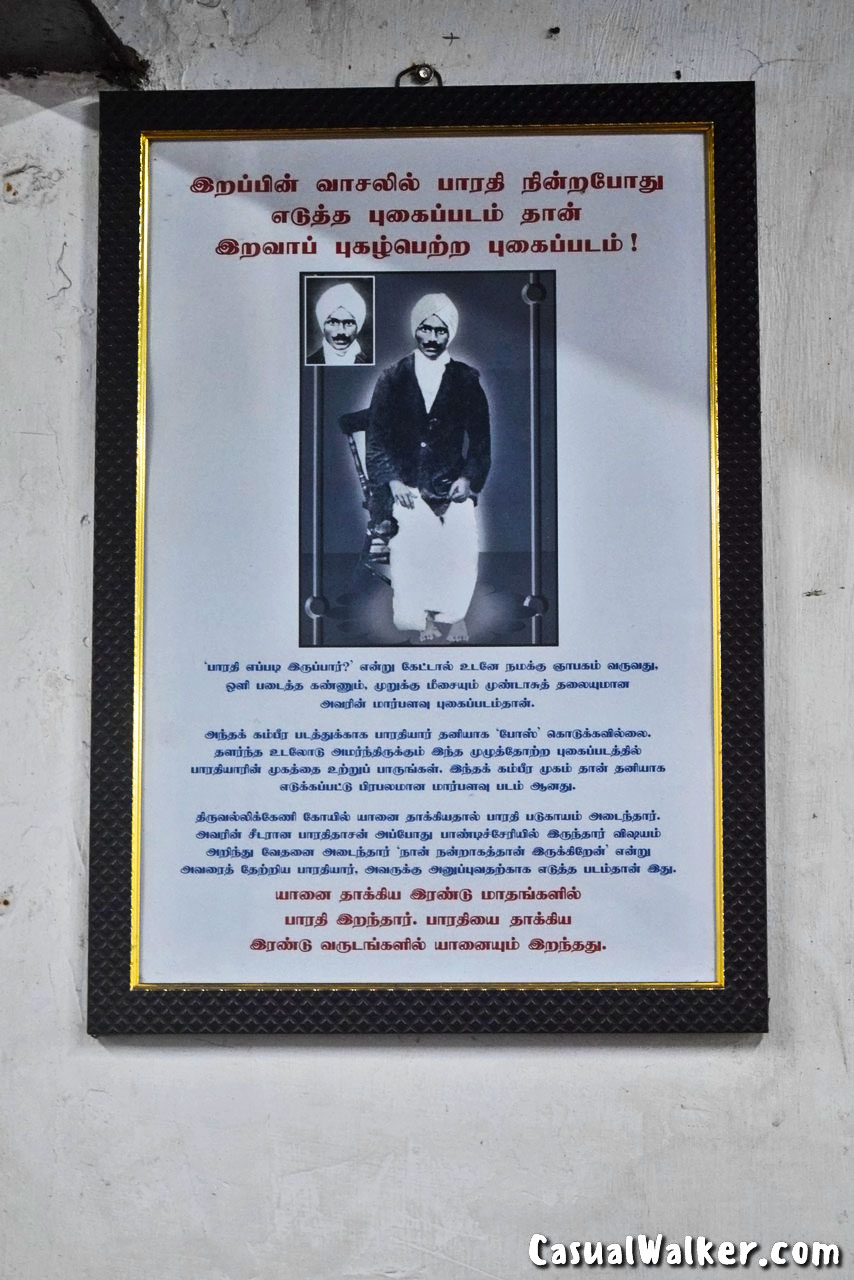 இறப்பின் வாசலில் பாரதி நின்றபோது
எடுத்த புகைப்படம் தான்
இறவாப் புகழ்பெற்ற புகைப்படம் !
'பாரதி எப்படி இருப்பார்?' என்று கேட்டால் உடனே நமக்கு ஞாபகம் வருவது,
ஒளி படைத்த கண்ணும், முறுக்கு மீசையும் முண்டாசுத் தலையுமான
அவரின் மார்பளவு புகைப்படம்தான்.
அந்தக் கம்பீர படத்துக்காக பாரதியார் தனியாக 'போஸ்' கொடுக்கவில்லை.
தளர்ந்த உடலோடு அமர்ந்திருக்கும் இந்த முழுத்தோற்ற புகைப்படத்தில்
பாரதியாரின் முகத்தை உற்றுப் பாருங்கள். இந்தக் கம்பீர முகம் தான் தனியாக
எடுக்கப்பட்டு பிரபலமான மார்பளவு படம் ஆனது.
திருவல்லிக்கேணி கோயில் யானை தாக்கியதால் பாரதி படுகாயம் அடைந்தார்.
அவரின் சீடரான பாரதிதாசன் அப்போது பாண்டிச்சேரியில் இருந்தார் விஷயம்
அறிந்து வேதனை அடைந்தார் 'நான் நன்றாகத்தான் இருக்கிறேன்' என்று
அவரைத் தேற்றிய பாரதியார், அவருக்கு அனுப்புவதற்காக எடுத்த படம்தான் இது.
யானை தாக்கிய இரண்டு மாதங்களில்
பாரதி இறந்தார். பாரதியை தாக்கிய
இரண்டு வருடங்களில் யானையும் இறந்தது.
CasualWalker.com